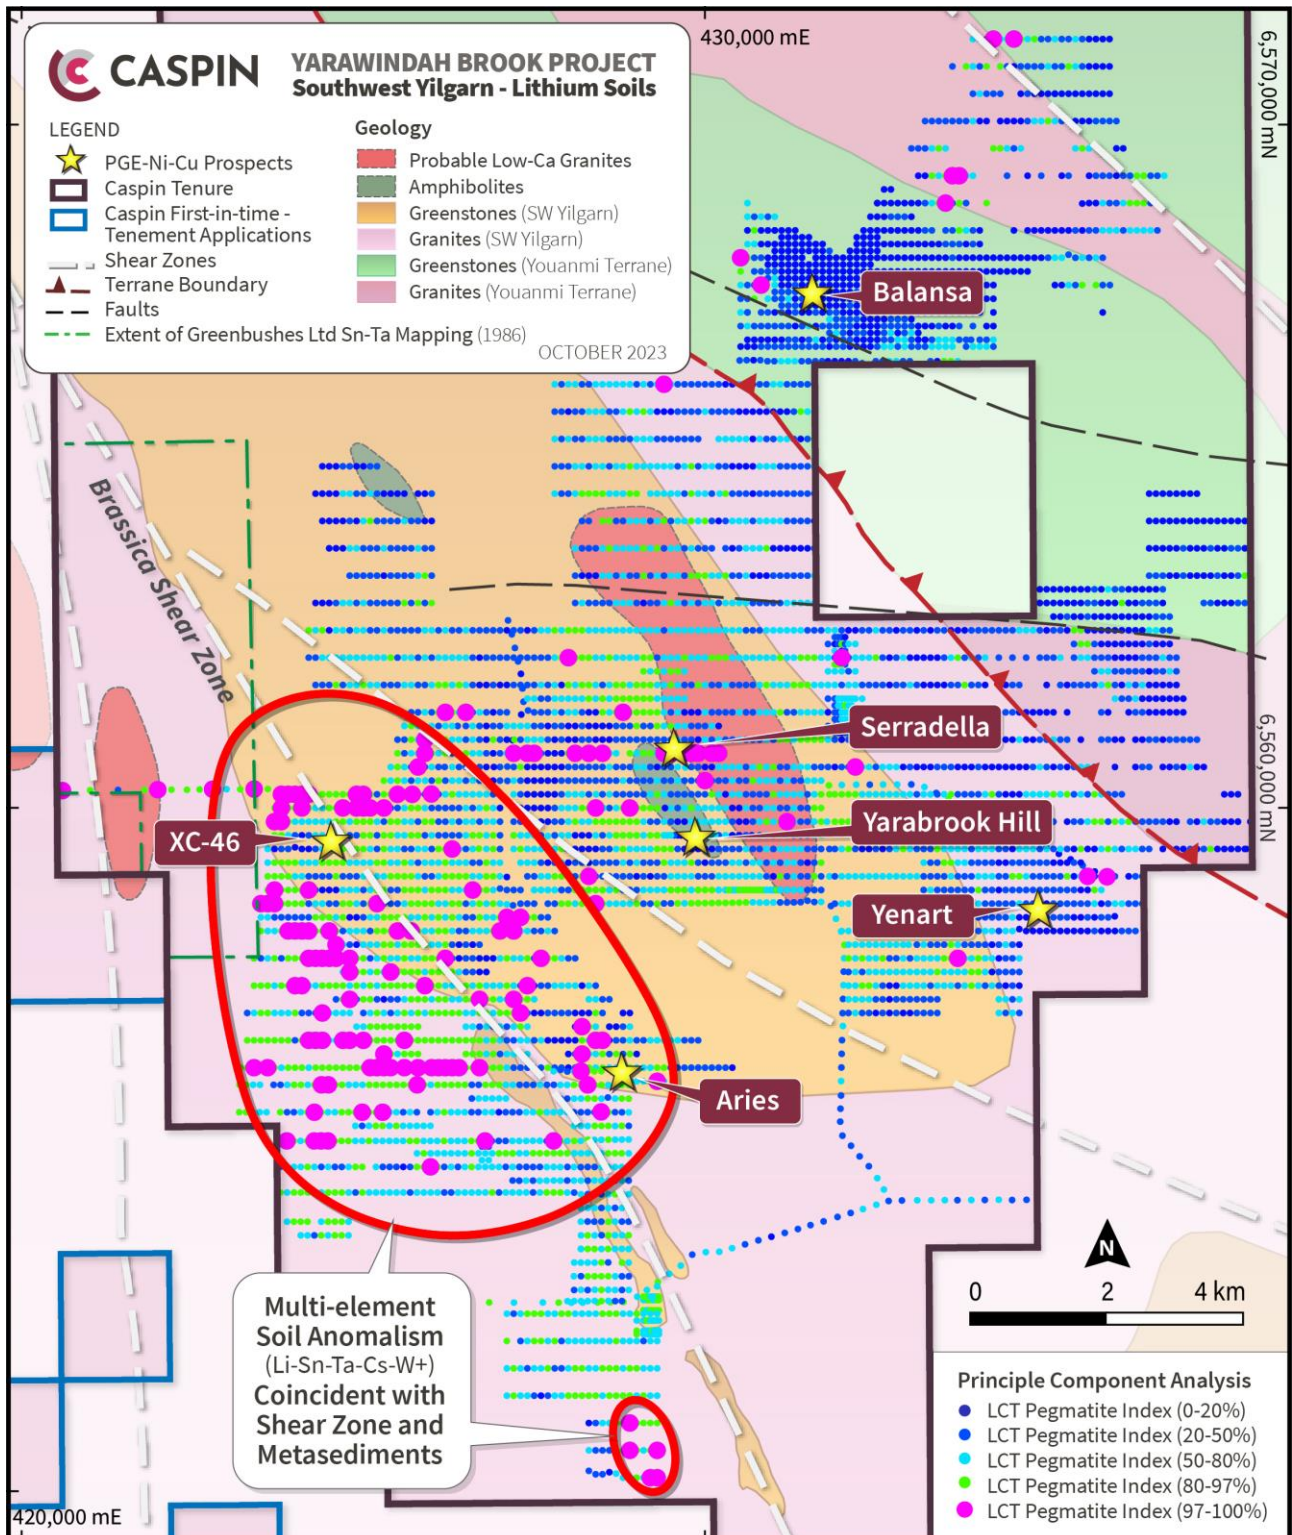 CASPIN
YARAWINDAH BROOK PROJECT
Southwest Yilgarn - Lithium Soils
LEGEND
PGE-Ni-Cu Prospects
Caspin Tenure
Caspin First-in-time -
Tenement Applications
Shear Zones
Terrane Boundary
Faults
Extent of Greenbushes Ltd Sn-Ta Mapping (1986)
Geology
Probable Low-Ca Granites
Amphibolites
Greenstones (SW Yilgarn)
Granites (SW Yilgarn)
Greenstones (Youanmi Terrane)
Granites (Youanmi Terrane)
OCTOBER 2023
430,000 mE
6,570,000 mN
Balansa
Brassica Shear Zone
Serradella
6,560,000 mN
XC-46
Yarabrook Hill
Yenart
Aries
N
0 2 4 km
Multi-element
Soil Anomalism
(Li-Sn-Ta-Cs-W+)
Coincident with
Shear Zone and
Metasediments
Principle Component Analysis
LCT Pegmatite Index (0-20%)
LCT Pegmatite Index (20-50%)
LCT Pegmatite Index (50-80%)
LCT Pegmatite Index (80-97%)
LCT Pegmatite Index (97-100%)
420,000 mE